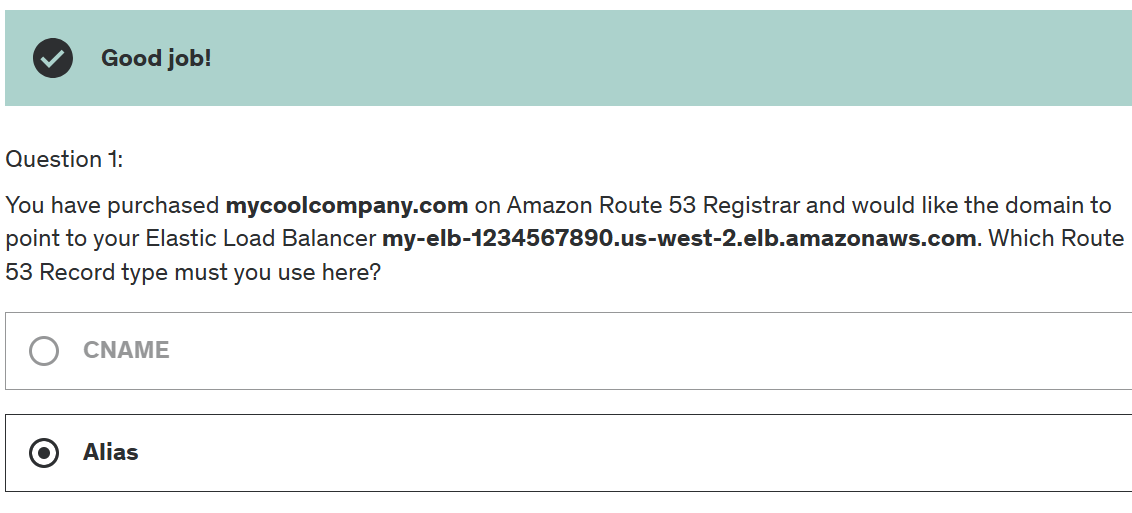 Good job!
Question 1:
You have purchased mycoolcompany.com on Amazon Route 53 Registrar and would like the domain to
point to your Elastic Load Balancer my-elb-1234567890.us-west-2.elb.amazonaws.com. Which Route
53 Record type must you use here?
CNAME
Alias